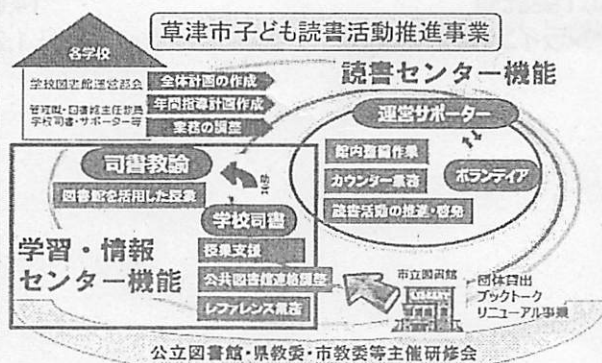 草津市子ども読書活動推進事業
各学校
学校図書館運営部会
管理職・図書館主任教員
学校司書・サポーター等
全体計画の作成
年間指導計画作成
業務の調整
読書センター機能
運営サポーター
館内整備作業
カウンター業務
読書活動の推進・啓発
ボランティア
司書教諭
図書館を活用した授業
学校司書
授業支援
公共図書館連絡調整
レファレンス業務
学習・情報
センター機能
市立図書館
LIBRARY
団体貸出
ブックトーク
リニューアル事業
公立図書館・県教委・市教委等主催研修会